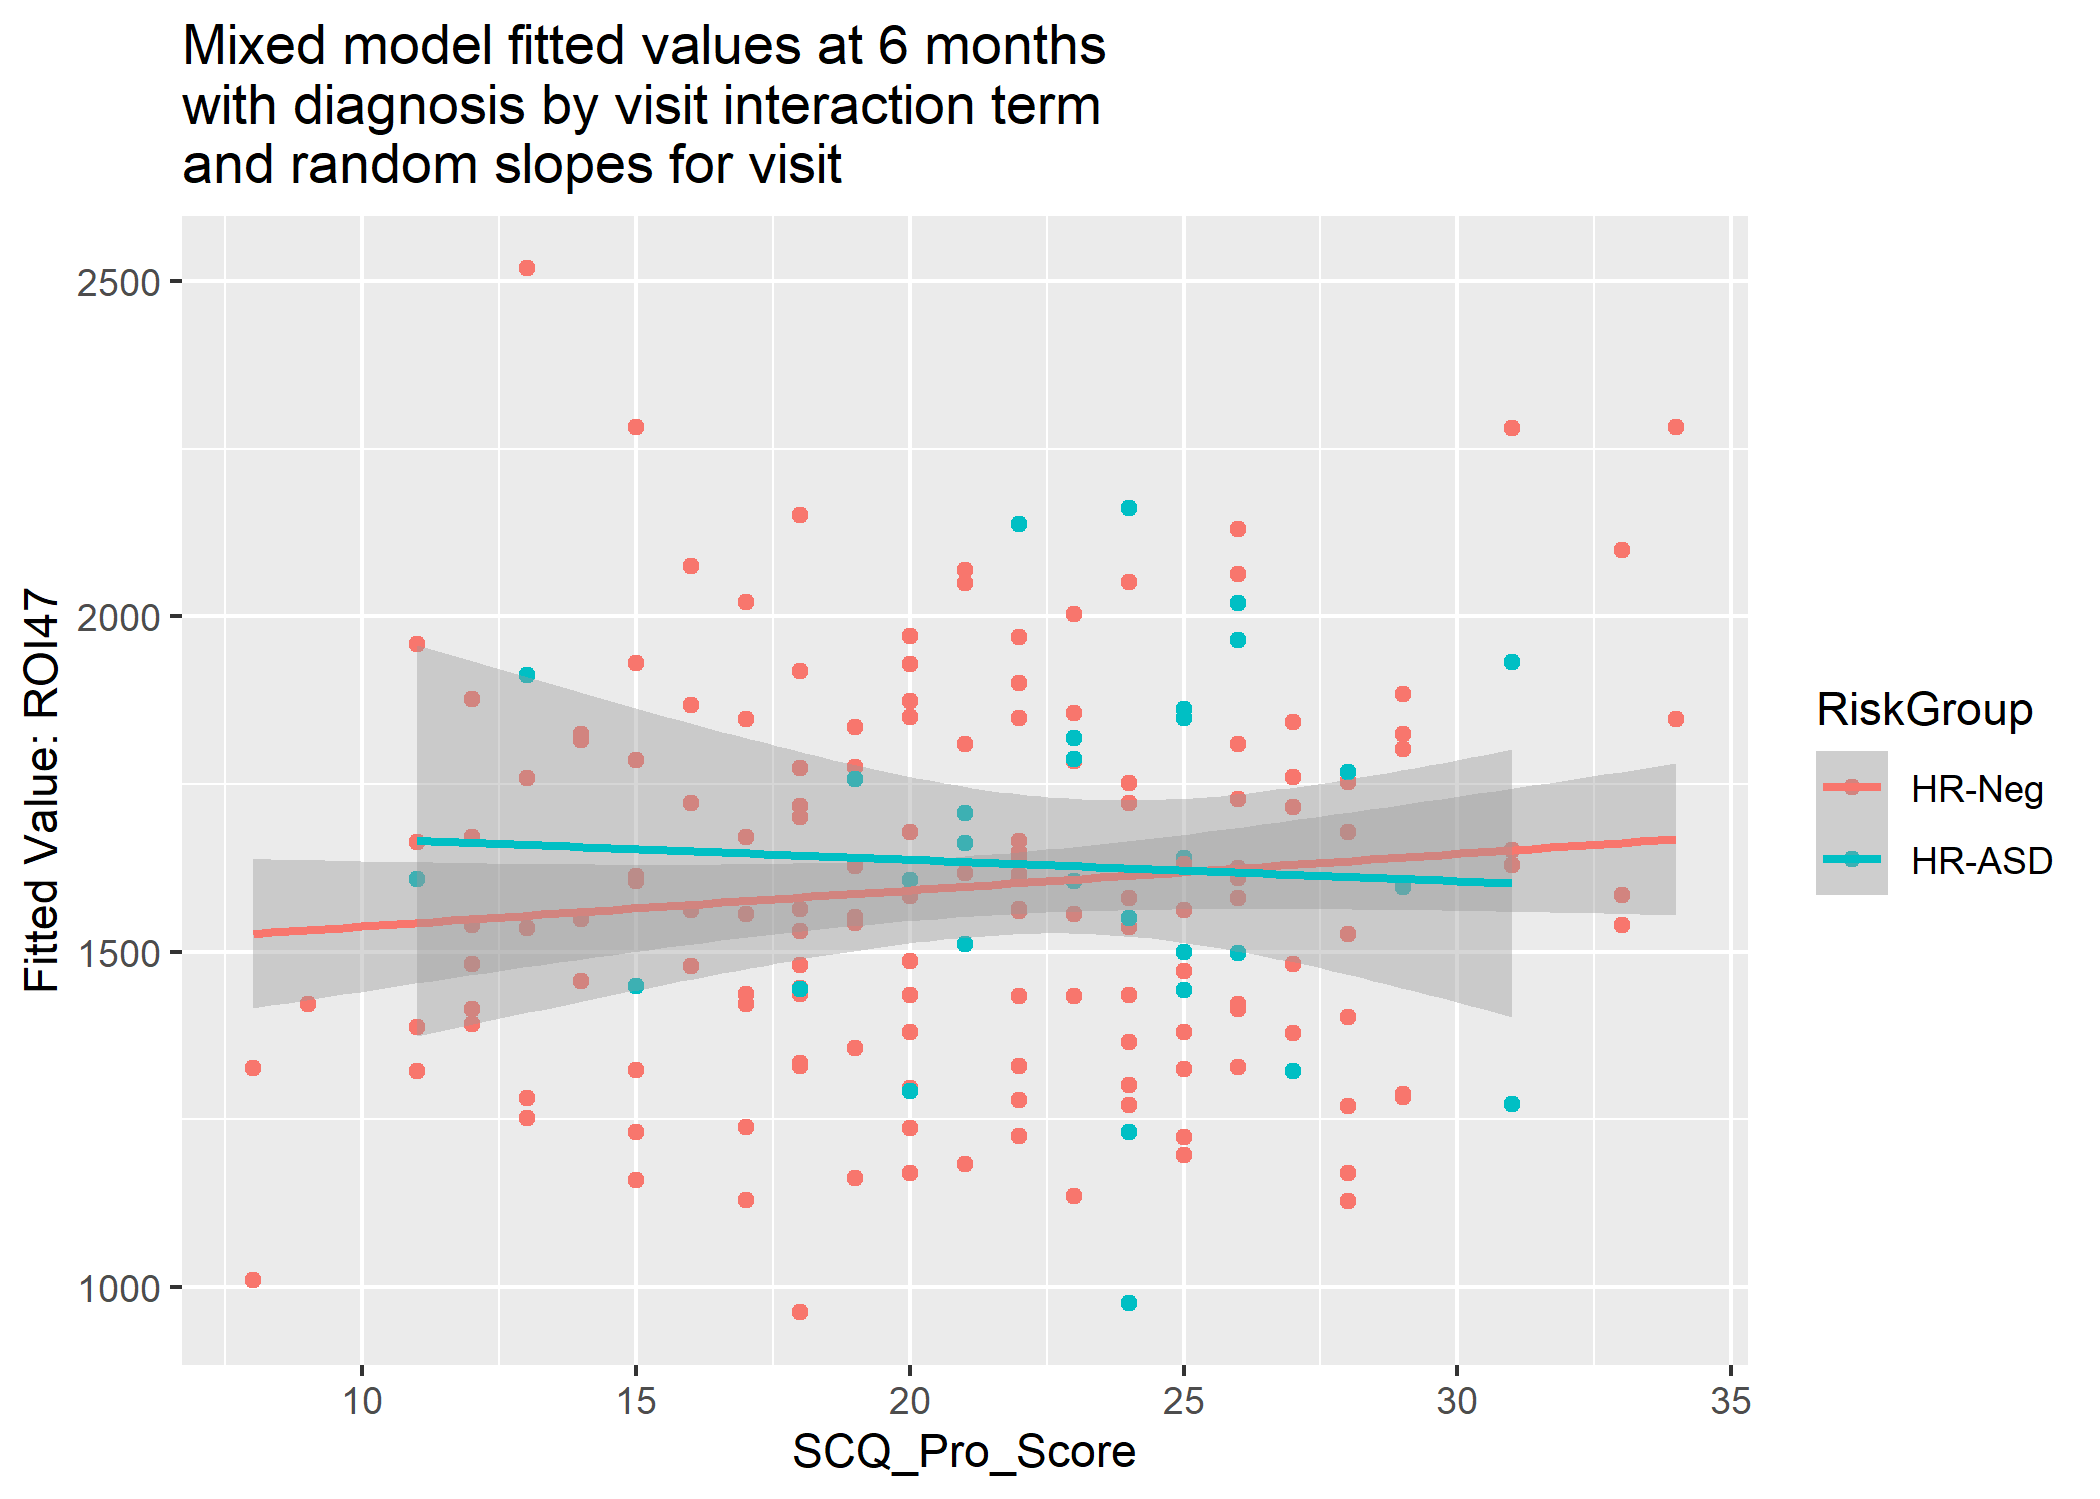 Mixed model fitted values at 6 months
with diagnosis by visit interaction term
and random slopes for visit
2500
2000
1500
1000
Fitted Value: ROI47
10 15 20 25 30 35
SCQ_Pro_Score
RiskGroup
HR-Neg
HR-ASD